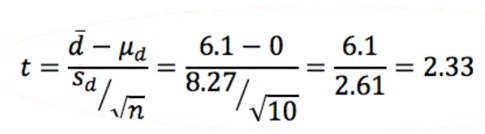 t = (d̄ − μ_d)/(s_d/√n) = (6.1 − 0)/(8.27/√10) = 6.1/2.61 = 2.33